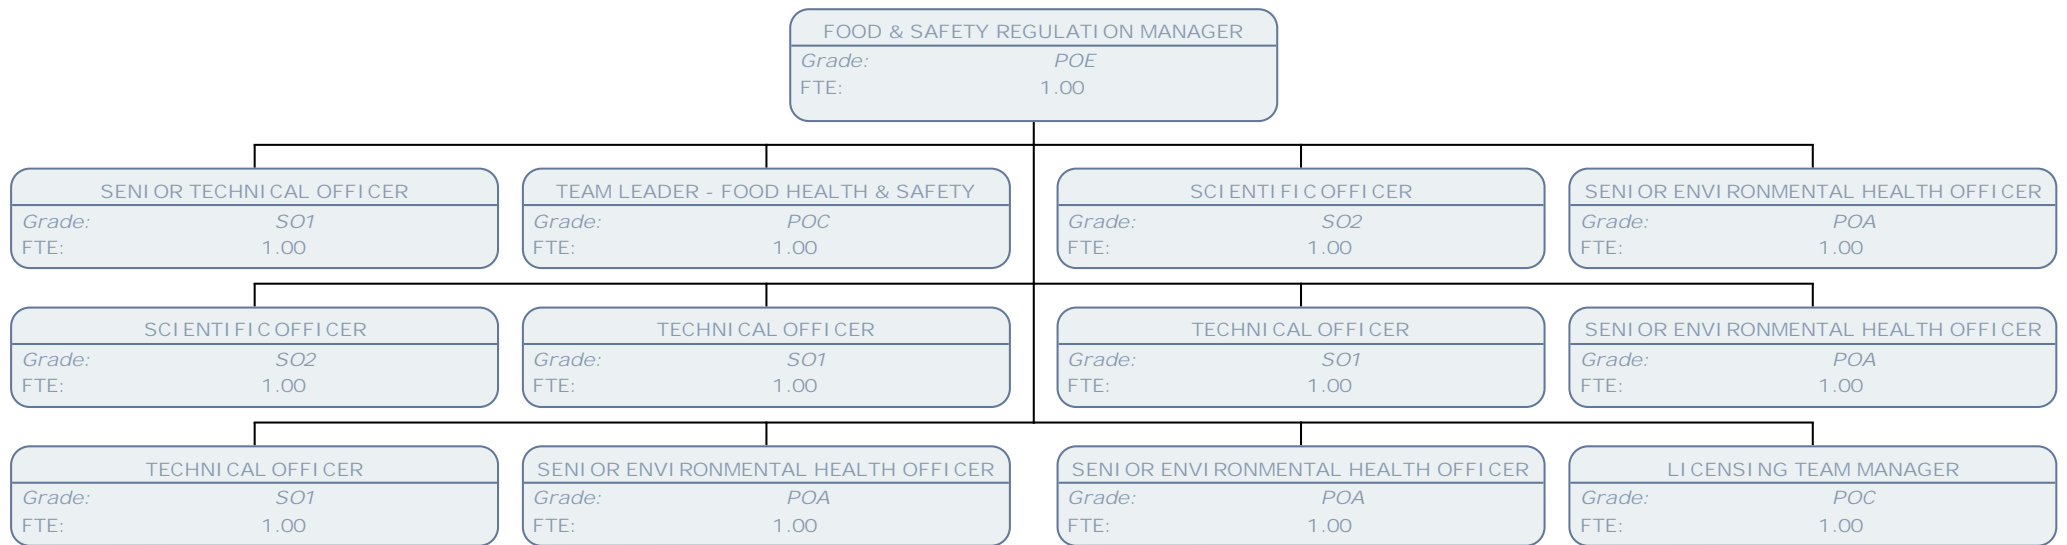 FOOD & SAFETY REGULATION MANAGER
Grade: POE
FTE: 1.00
SENIOR TECHNICAL OFFICER
Grade: SO1
FTE: 1.00
TEAM LEADER - FOOD HEALTH & SAFETY
Grade: POC
FTE: 1.00
SCIENTIFIC OFFICER
Grade: SO2
FTE: 1.00
SENIOR ENVIRONMENTAL HEALTH OFFICER
Grade: POA
FTE: 1.00
SCIENTIFIC OFFICER
Grade: SO2
FTE: 1.00
TECHNICAL OFFICER
Grade: SO1
FTE: 1.00
TECHNICAL OFFICER
Grade: SO1
FTE: 1.00
SENIOR ENVIRONMENTAL HEALTH OFFICER
Grade: POA
FTE: 1.00
TECHNICAL OFFICER
Grade: SO1
FTE: 1.00
SENIOR ENVIRONMENTAL HEALTH OFFICER
Grade: POA
FTE: 1.00
SENIOR ENVIRONMENTAL HEALTH OFFICER
Grade: POA
FTE: 1.00
LICENSING TEAM MANAGER
Grade: POC
FTE: 1.00